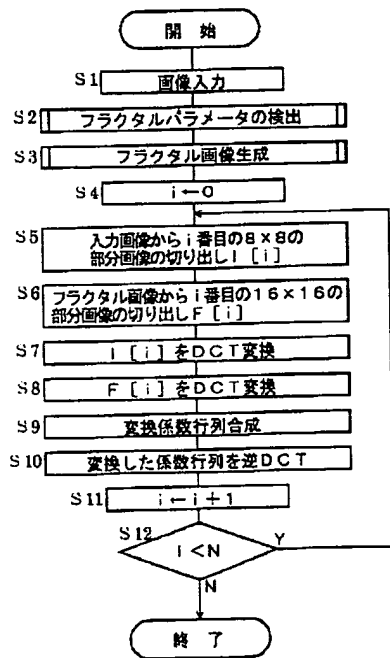 開 始
S1 画像入力
S2 フラクタルパラメータの検出
S3 フラクタル画像生成
S4 i←0
S5 入力画像からi番目の8×8の
部分画像の切り出しI [i]
S6 フラクタル画像からi番目の16×16の
部分画像の切り出しF [i]
S7 I [i]をDCT変換
S8 F [i]をDCT変換
S9 変換係数行列合成
S10 変換した係数行列を逆DCT
S11 i←i+1
S12 Y
i<N
N
終 了